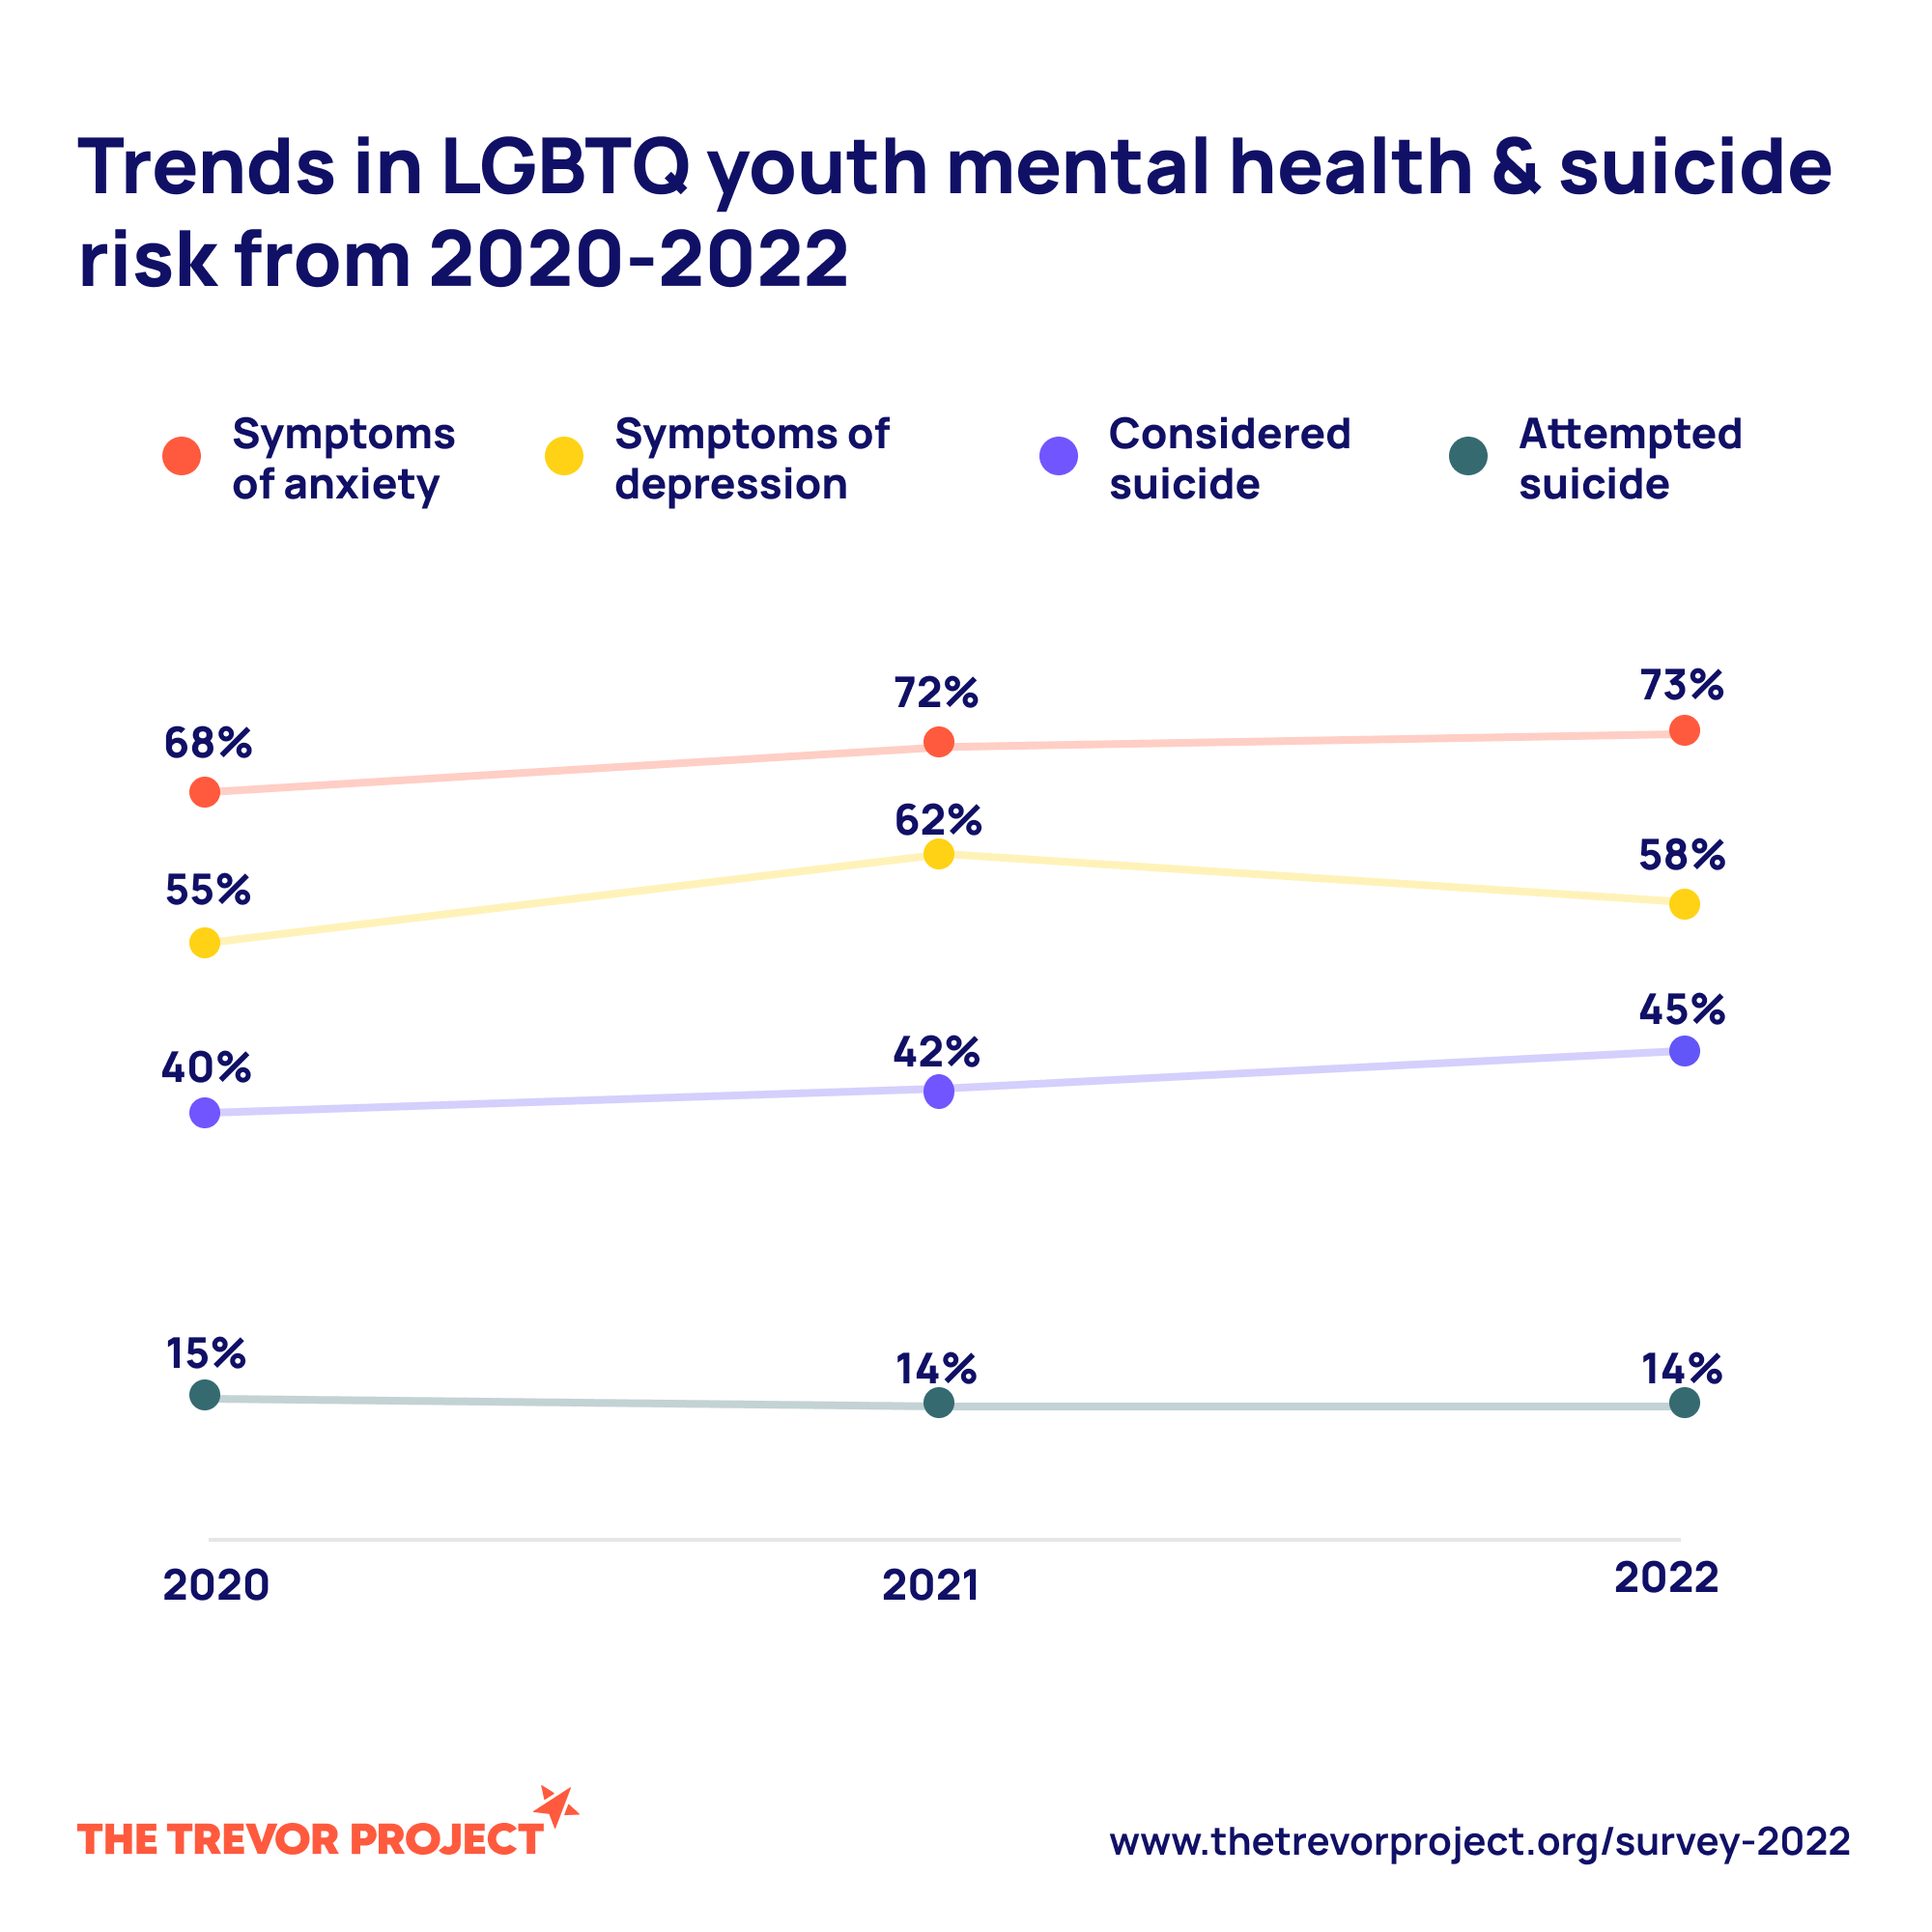 Trends in LGBTQ youth mental health & suicide
risk from 2020-2022
Symptoms
of anxiety
Symptoms of
depression
Considered
suicide
Attempted
suicide
68%
72%
73%
55%
62%
58%
40%
42%
45%
15%
14%
14%
2020
2021
2022
THE TREVOR PROJECT
www.thetrevorproject.org/survey-2022